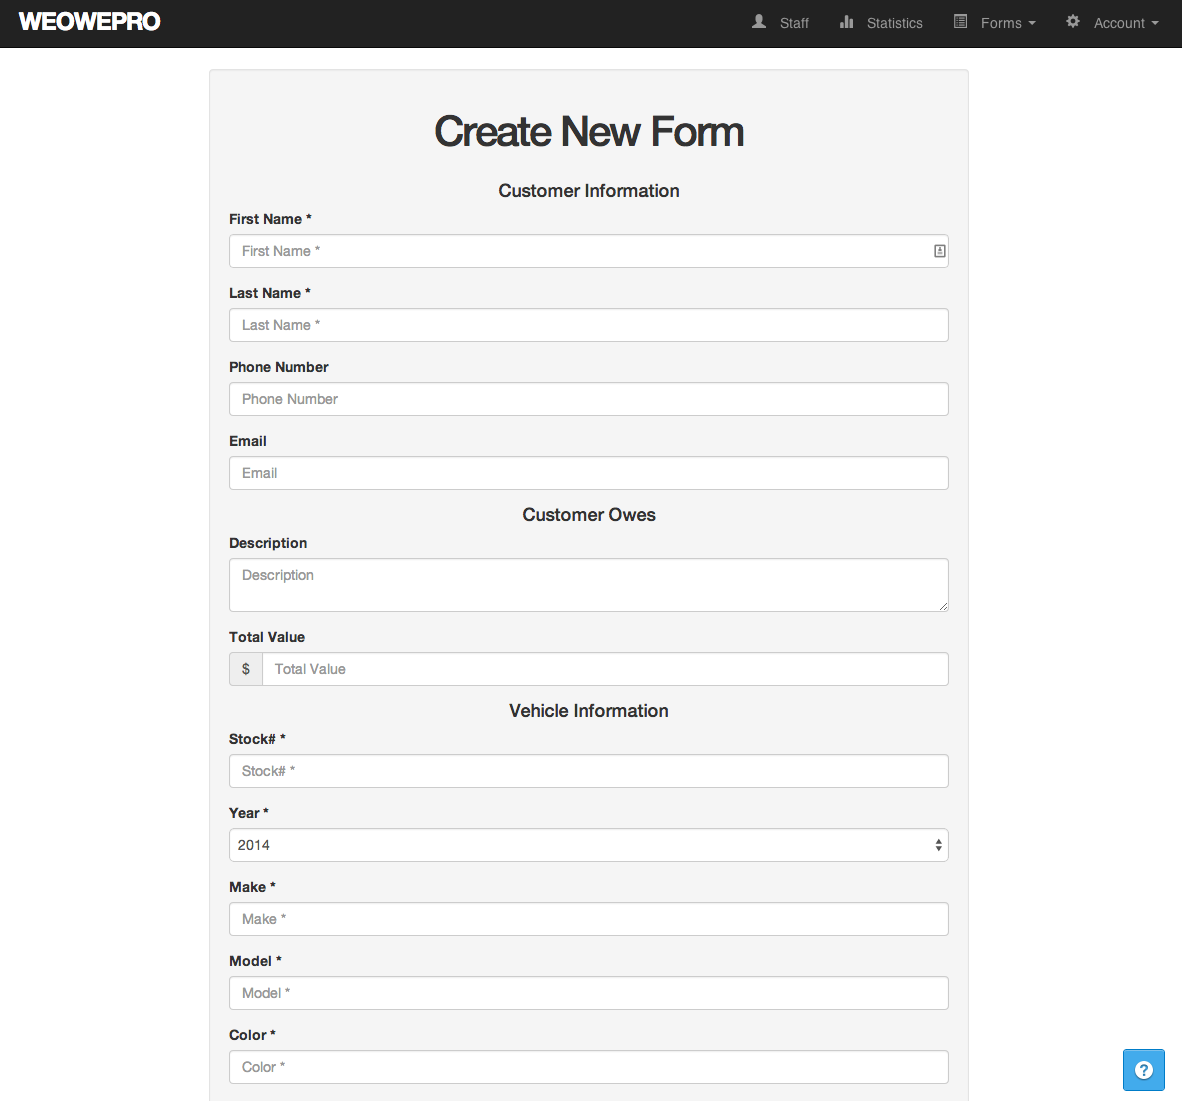 WEOWEPRO
Staff
Statistics
Forms
Account
Create New Form
Customer Information
First Name *
First Name *
Last Name *
Last Name *
Phone Number
Phone Number
Email
Email
Customer Owes
Description
Description
Total Value
$ Total Value
Vehicle Information
Stock# *
Stock# *
Year *
2014
Make *
Make *
Model *
Model *
Color *
Color *
?